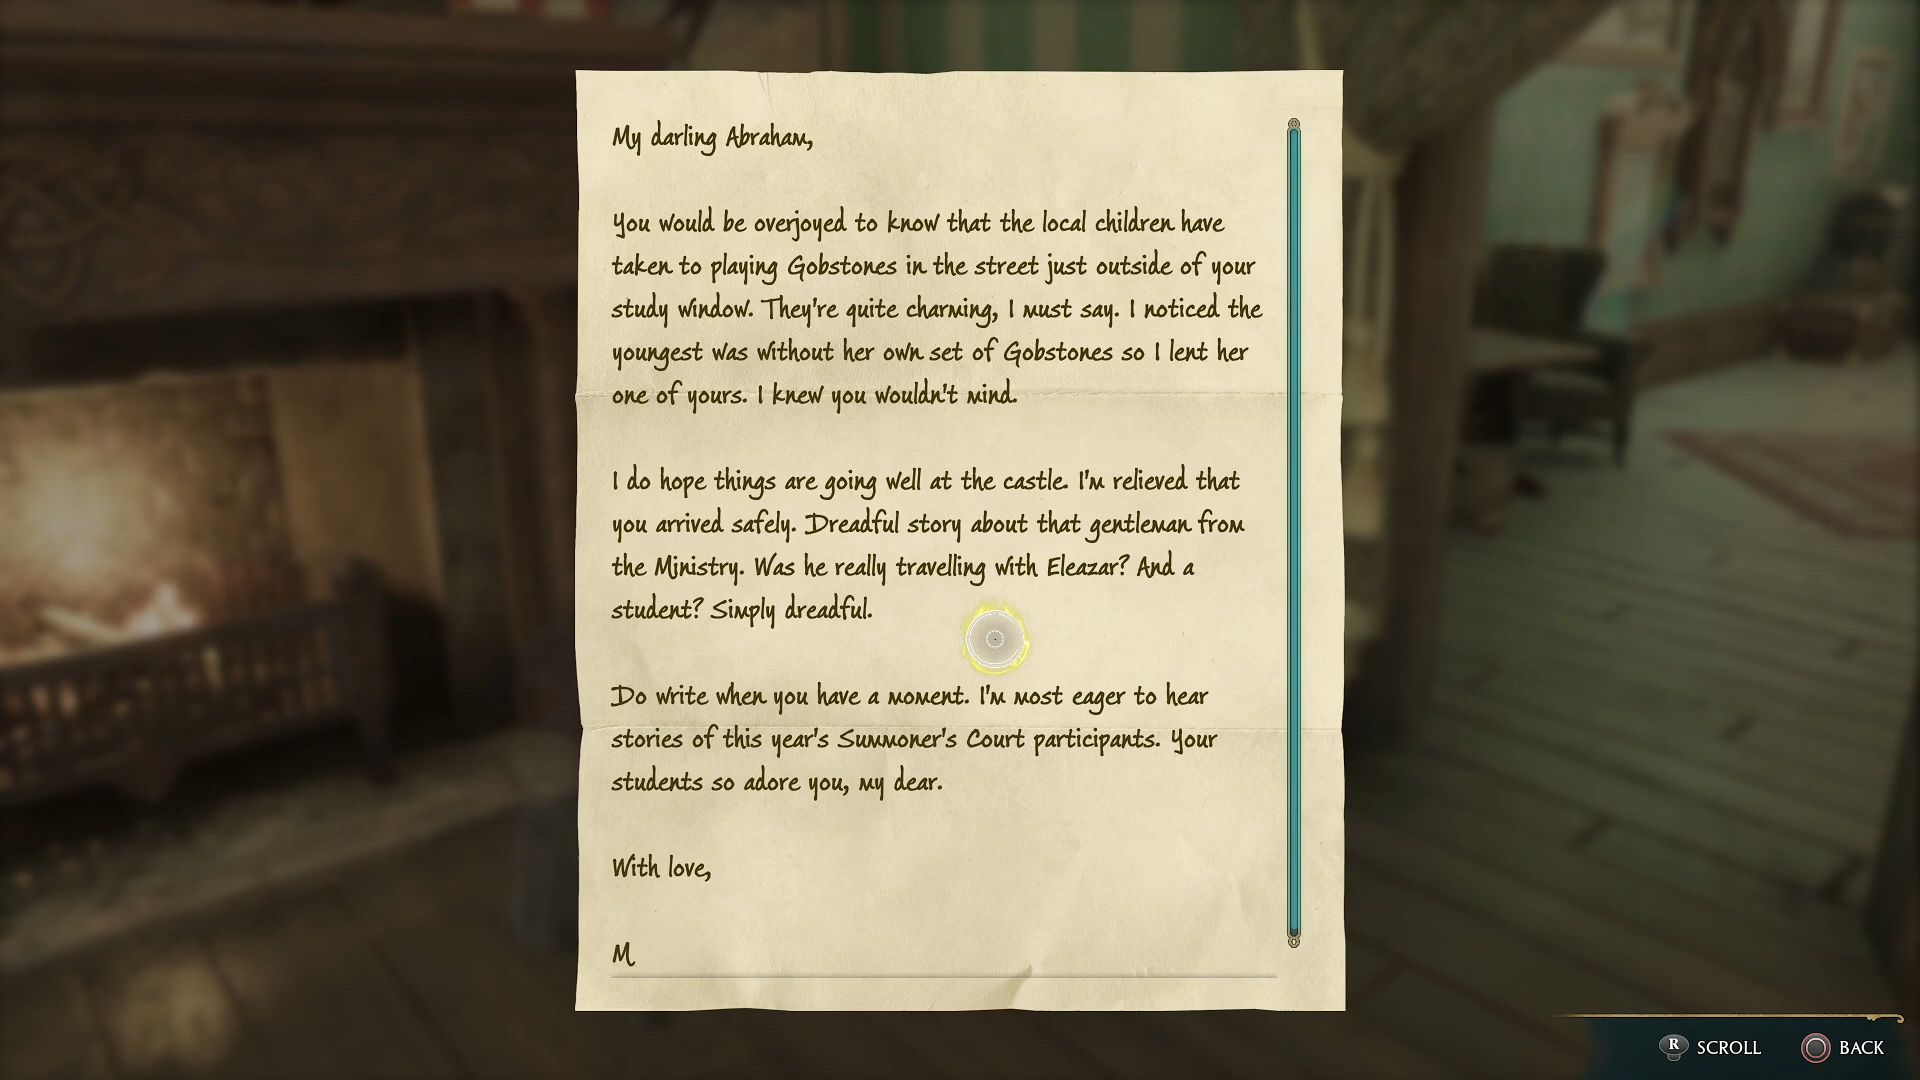 My darling Abraham,
You would be overjoyed to know that the local children have
taken to playing Gobstones in the street just outside of your
study window. They're quite charming, I must say. I noticed the
youngest was without her own set of Gobstones so I lent her
one of yours. I knew you wouldn't mind.
I do hope things are going well at the castle. I'm relieved that
you arrived safely. Dreadful story about that gentleman from
the Ministry. Was he really travelling with Eleazar? And a
student? Simply dreadful.
Do write when you have a moment. I'm most eager to hear
stories of this year's Summoner's Court participants. Your
students so adore you, my dear.
With love,
M
R SCROLL BACK